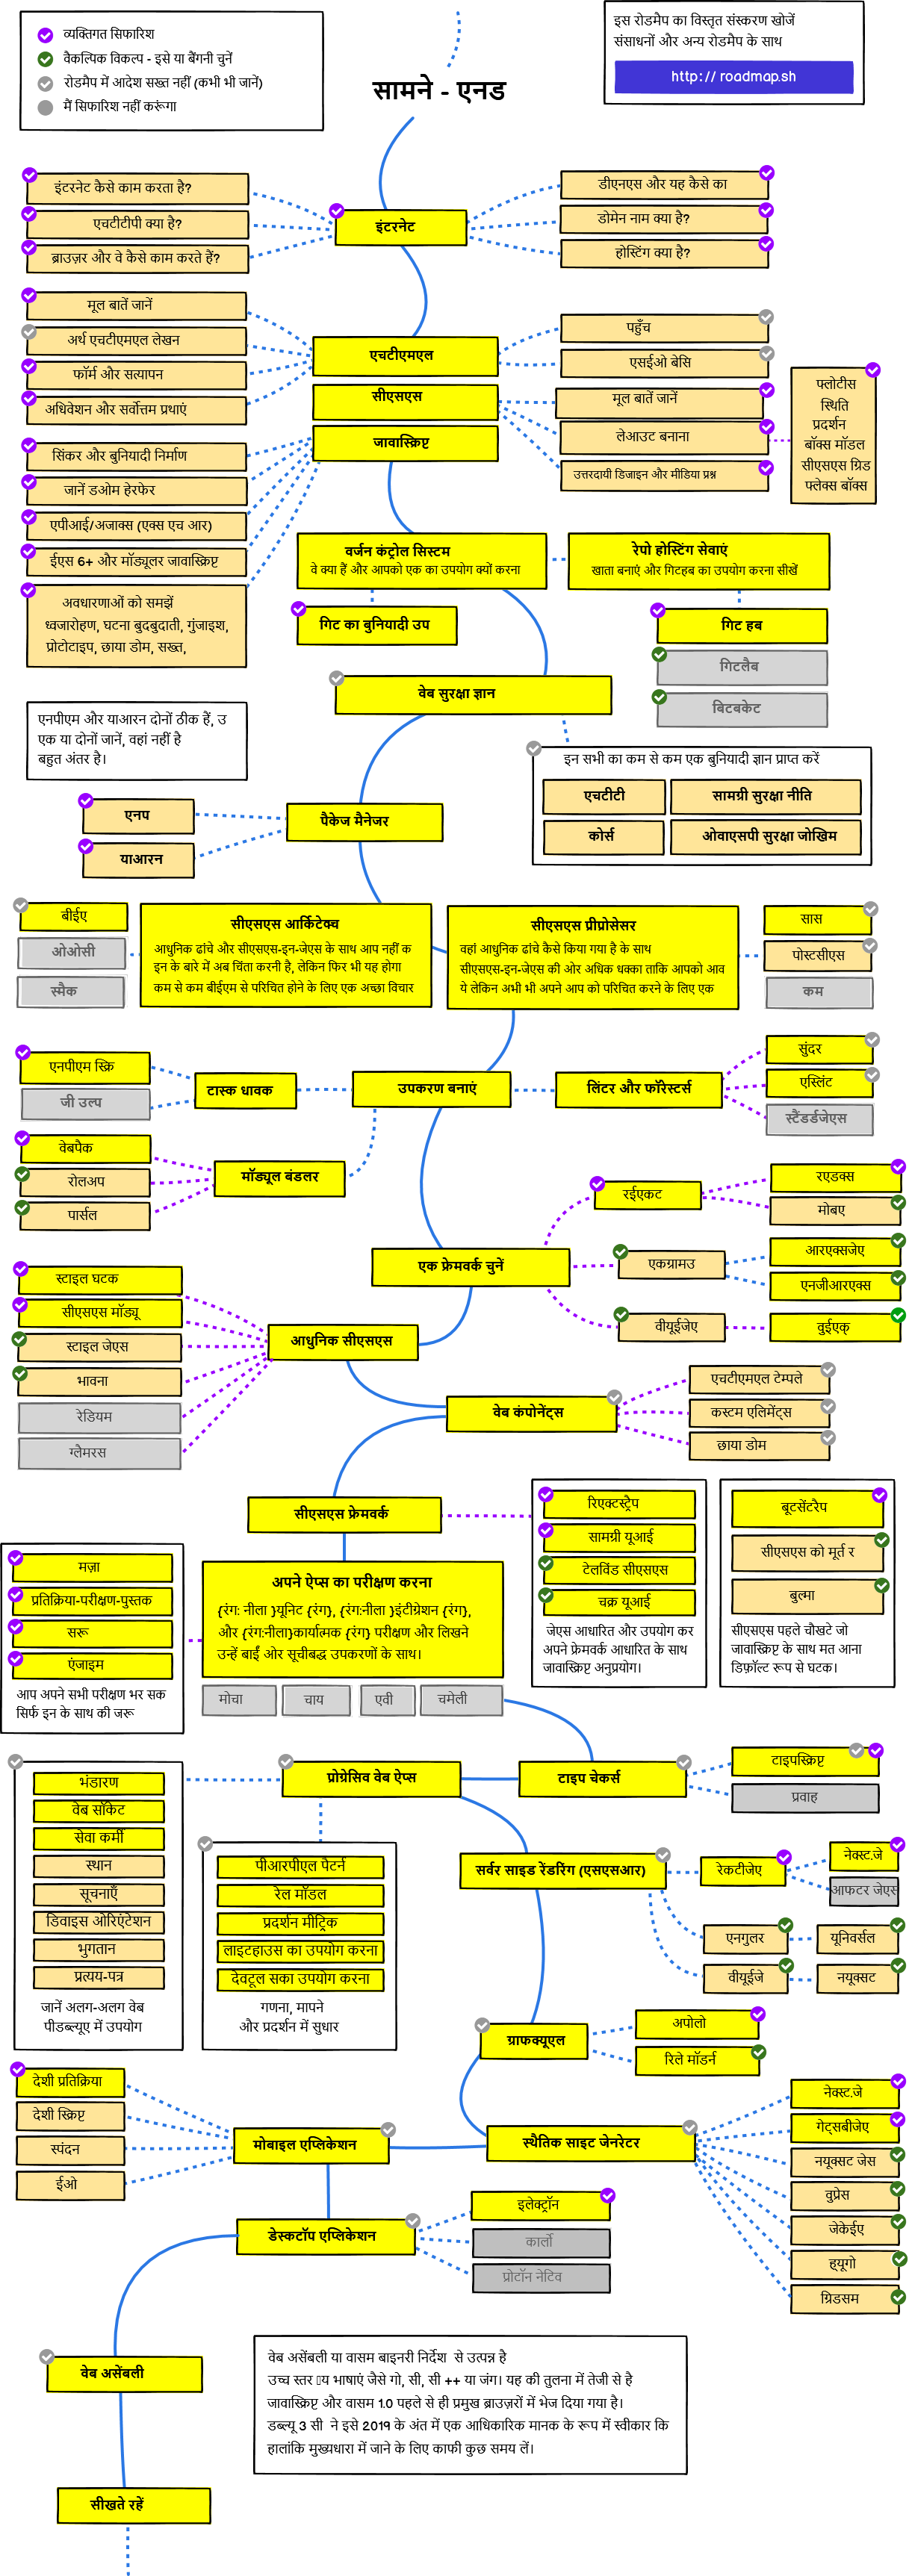 व्यक्तिगत सिफारिश
वैकल्पिक विकल्प - इसे या बैंगनी चुनें
रोडमैप में आदेश सख्त नहीं (कभी भी जानें)
मैं सिफारिश नहीं करूंगा
इस रोडमैप का विस्तृत संस्करण खोजें
संसाधनों और अन्य रोडमैप के साथ
http://roadmap.sh
सामने - एनड
इंटरनेट कैसे काम करता है?
एचटीटीपी क्या है?
ब्राउज़र और वे कैसे काम करते हैं?
इंटरनेट
डीएनएस और यह कैसे का
डोमेन नाम क्या है?
होस्टिंग क्या है?
मूल बातें जानें
अर्थ एचटीएमएल लेखन
फॉर्म और सत्यापन
अधिवेशन और सर्वोत्तम प्रथाएं
एचटीएमएल
सीएसएस
जावास्क्रिप्ट
पहुँच
एसईओ बेसि
मूल बातें जानें
लेआउट बनाना
उत्तरदायी डिजाइन और मीडिया प्रश्न
फ्लोटीस
स्थिति
प्रदर्शन
बॉक्स मॉडल
सीएसएस ग्रिड
फ्लेक्स बॉक्स
सिंकर और बुनियादी निर्माण
जानें डओम हेरफेर
एपीआई/अजाक्स (एक्स एच आर)
ईएस 6+ और मॉड्यूलर जावास्क्रिप्ट
अवधारणाओं को समझें
ध्वजारोहण, घटना बुदबुदाती, गुंजाइश,
प्रोटोटाइप, छाया डोम, सख्त,
वर्जन कंट्रोल सिस्टम
वे क्या हैं और आपको एक का उपयोग क्यों करना
गिट का बुनियादी उप
रेपो होस्टिंग सेवाएं
खाता बनाएं और गिटहब का उपयोग करना सीखें
गिट हब
गिटलैब
बिटबकेट
वेब सुरक्षा ज्ञान
एनपीएम और याआरन दोनों ठीक हैं, उ
एक या दोनों जानें, वहां नहीं है
बहुत अंतर है।
इन सभी का कम से कम एक बुनियादी ज्ञान प्राप्त करें
एचटीटी
सामग्री सुरक्षा नीति
कोर्स
ओवाएसपी सुरक्षा जोखिम
एनप
याआरन
पैकेज मैनेजर
बीईए
ओओसी
स्मैक
सीएसएस आर्किटेक्च
आधुनिक ढांचे और सीएसएस-इन-जेएस के साथ आप नहीं क
इन के बारे में अब चिंता करनी है, लेकिन फिर भी यह होगा
कम से कम बीईएम से परिचित होने के लिए एक अच्छा विचार
सीएसएस प्रीप्रोसेसर
वहां आधुनिक ढांचे कैसे किया गया है के साथ
सीएसएस-इन-जेएस की ओर अधिक धक्का ताकि आपको आव
ये लेकिन अभी भी अपने आप को परिचित करने के लिए एक
सास
पोस्टसीएस
कम
एनपीएम स्क्रि
जी उल्प
टास्क धावक
उपकरण बनाएं
लिंटर और फॉरेस्टर्स
सुंदर
एस्लिंट
स्टैंडर्डजेएस
वेबपैक
रोलअप
पार्सल
मॉड्यूल बंडलर
रईएकट
रएडक्स
मोबए
एक फ्रेमवर्क चुनें
एकग्रामउ
आरएक्सजेए
एनजीआरएक्स
वीयूईजेए
वुईएक्
स्टाइल घटक
सीएसएस मॉड्यू
स्टाइल जेएस
भावना
रेडियम
ग्लैमरस
आधुनिक सीएसएस
वेब कंपोनेंट्स
एचटीएमएल टेम्पले
कस्टम एलिमेंट्स
छाया डोम
सीएसएस फ्रेमवर्क
रिएक्टस्ट्रैप
सामग्री यूआई
टेलविंड सीएसएस
चक्र यूआई
जेएस आधारित और उपयोग कर
अपने फ्रेमवर्क आधारित के साथ
जावास्क्रिप्ट अनुप्रयोग।
बूटसेंटरैप
सीएसएस को मूर्त र
बुल्मा
सीएसएस पहले चौखटे जो
जावास्क्रिप्ट के साथ मत आना
डिफ़ॉल्ट रूप से घटक।
मज़ा
प्रतिक्रिया-परीक्षण-पुस्तक
सरू
एंजाइम
आप अपने सभी परीक्षण भर सक
सिर्फ इन के साथ की जरू
अपने ऐप्स का परीक्षण करना
{रंग: नीला }यूनिट {रंग}, {रंग:नीला }इंटीग्रेशन {रंग},
और {रंग:नीला}कार्यात्मक {रंग} परीक्षण और लिखने
उन्हें बाईं ओर सूचीबद्ध उपकरणों के साथ।
मोचा
चाय
एवी
चमेली
प्रोग्रेसिव वेब ऐप्स
टाइप चेकर्स
टाइपस्क्रिप्ट
प्रवाह
भंडारण
वेब सॉकेट
सेवा कर्मी
स्थान
सूचनाएँ
डिवाइस ओरिएंटेशन
भुगतान
प्रत्यय-पत्र
जानें अलग-अलग वेब
पीडब्ल्यूए में उपयोग
पीआरपीएल पैटर्न
रेल मॉडल
प्रदर्शन मीट्रिक
लाइटहाउस का उपयोग करना
देवटूल सका उपयोग करना
गणना, मापने
और प्रदर्शन में सुधार
सर्वर साइड रेंडरिंग (एसएसआर)
रेकटीजेए
नेक्स्ट.जे
आफटर जेएस
एनगुलर
यूनिवर्सल
वीयूईजे
नयूक्सट
ग्राफक्यूएल
अपोलो
रिले मॉडर्न
देशी प्रतिक्रिया
देशी स्क्रिप्ट
स्पंदन
ईओ
मोबाइल एप्लिकेशन
स्थैतिक साइट जेनरेटर
नेक्स्ट.जे
गेट्सबीजेए
नयूक्सट जेस
वुप्रेस
जेकेईए
ह्यूगो
ग्रिडसम
डेस्कटॉप एप्लिकेशन
इलेक्ट्रॉन
कार्लो
प्रोटॉन नेटिव
वेब असेंबली
वेब असेंबली या वासम बाइनरी निर्देश से उत्पन्न है
उच्च स्तर य भाषाएं जैसे गो, सी, सी ++ या जंग। यह की तुलना में तेजी से है
जावास्क्रिप्ट और वासम 1.0 पहले से ही प्रमुख ब्राउज़रों में भेज दिया गया है।
डब्ल्यू 3 सी ने इसे 2019 के अंत में एक आधिकारिक मानक के रूप में स्वीकार कि
हालांकि मुख्यधारा में जाने के लिए काफी कुछ समय लें।
सीखते रहें